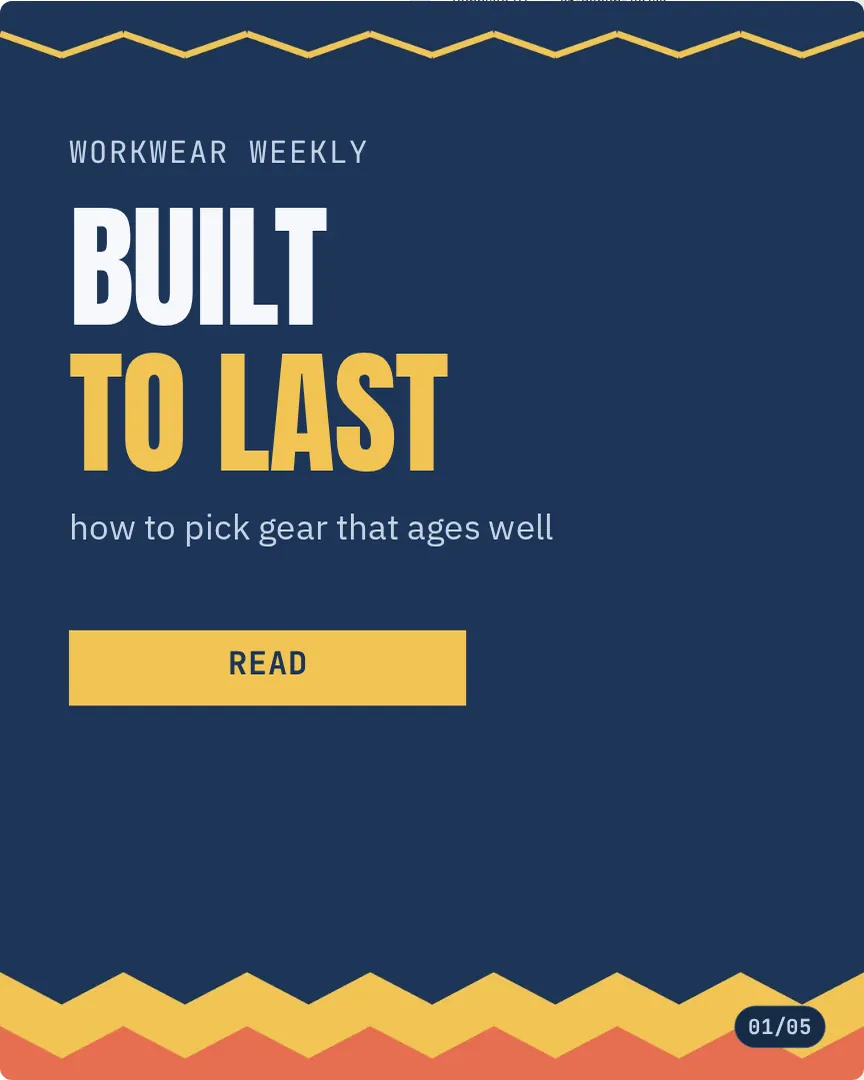 WORKWEAR WEEKLY
BUILT
TO LAST
how to pick gear that ages well
READ
01/05